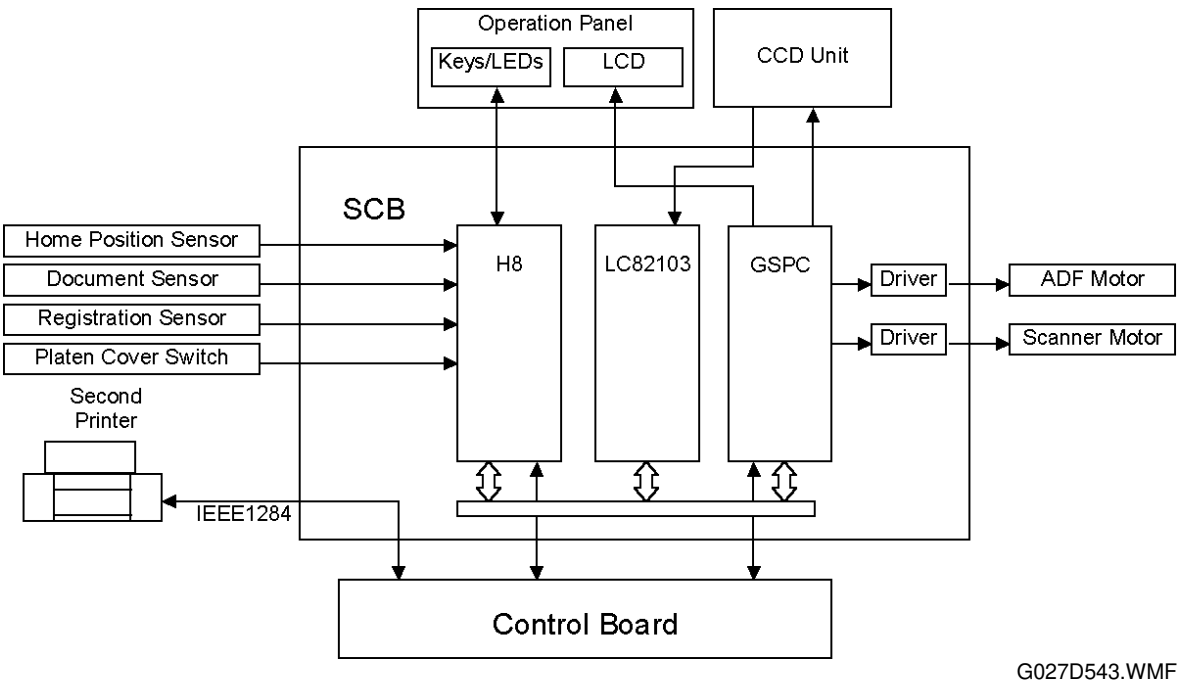 Operation Panel
Keys/LEDs
LCD
CCD Unit
SCB
Home Position Sensor
Document Sensor
Registration Sensor
Platen Cover Switch
H8
LC82103
GSPC
Driver
ADF Motor
Driver
Scanner Motor
Second
Printer
IEEE1284
Control Board
G027D543.WMF